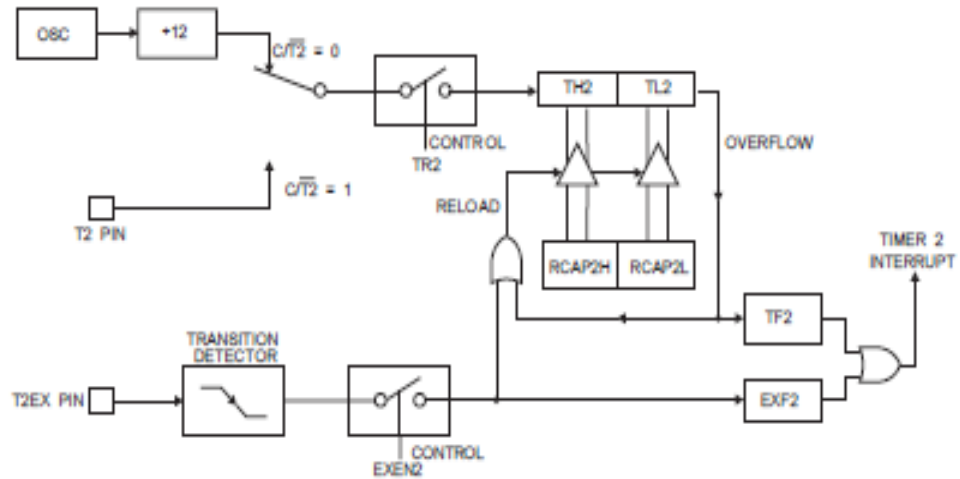 OSC
+12
C/T2̅ = 0
TH2
TL2
CONTROL
TR2
OVERFLOW
C/T2̅ = 1
T2 PIN
RELOAD
RCAP2H
RCAP2L
TIMER 2
INTERRUPT
TF2
TRANSITION
DETECTOR
T2EX PIN
EXF2
CONTROL
EXEN2